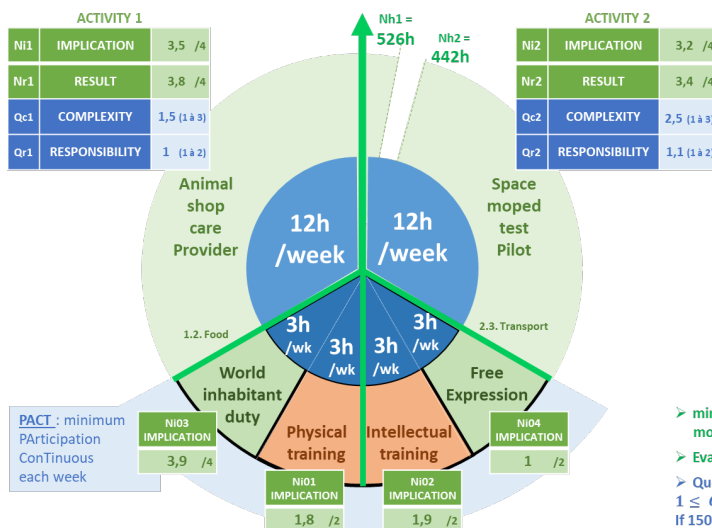 ACTIVITY 1
Ni1 IMPLICATION 3,5 /4
Nr1 RESULT 3,8 /4
Qc1 COMPLEXITY 1,5 (1 à 3)
Qr1 RESPONSIBILITY 1 (1 à 2)
Nh1 =
526h
Nh2 =
442h
ACTIVITY 2
Ni2 IMPLICATION 3,2 /4
Nr2 RESULT 3,4 /4
Qc2 COMPLEXITY 2,5 (1 à 3)
Qr2 RESPONSIBILITY 1,1 (1 à 2)
Animal
shop
care
Provider
12h
/week
12h
/week
Space
moped
test
Pilot
1.2. Food
3h
/wk
3h
/wk
3h
/wk
3h
/wk
2.3. Transport
World
inhabitant
duty
Physical
training
Intellectual
training
Free
Expression
PACT : minimum
PArticipation
ConTinuous
each week
Ni03
IMPLICATION
3,9 /4
Ni01
IMPLICATION
1,8 /2
Ni02
IMPLICATION
1,9 /2
Ni04
IMPLICATION
1 /2
If 150